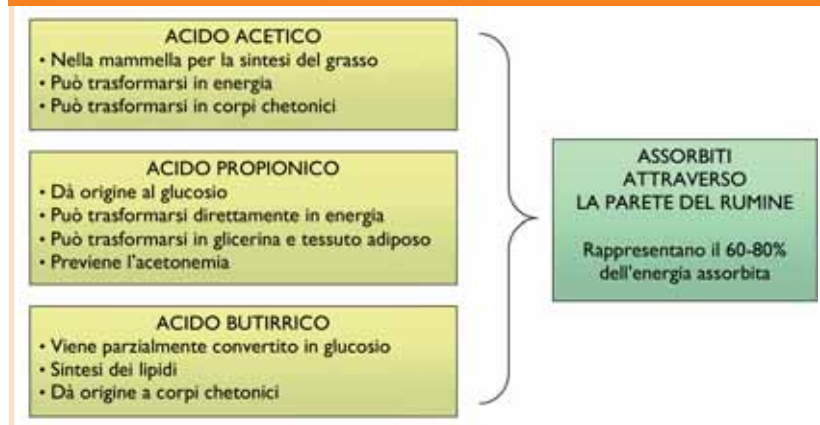 ACIDO ACETICO
• Nella mammella per la sintesi del grasso
• Può trasformarsi in energia
• Può trasformarsi in corpi chetonici
ACIDO PROPIONICO
• Dà origine al glucosio
• Può trasformarsi direttamente in energia
• Può trasformarsi in glicerina e tessuto adiposo
• Previene l'acetonemia
ACIDO BUTIRRICO
• Viene parzialmente convertito in glucosio
• Sintesi dei lipidi
• Dà origine a corpi chetonici
ASSORBITI
ATTRAVERSO
LA PARETE DEL RUMINE
Rappresentano il 60-80%
dell'energia assorbita